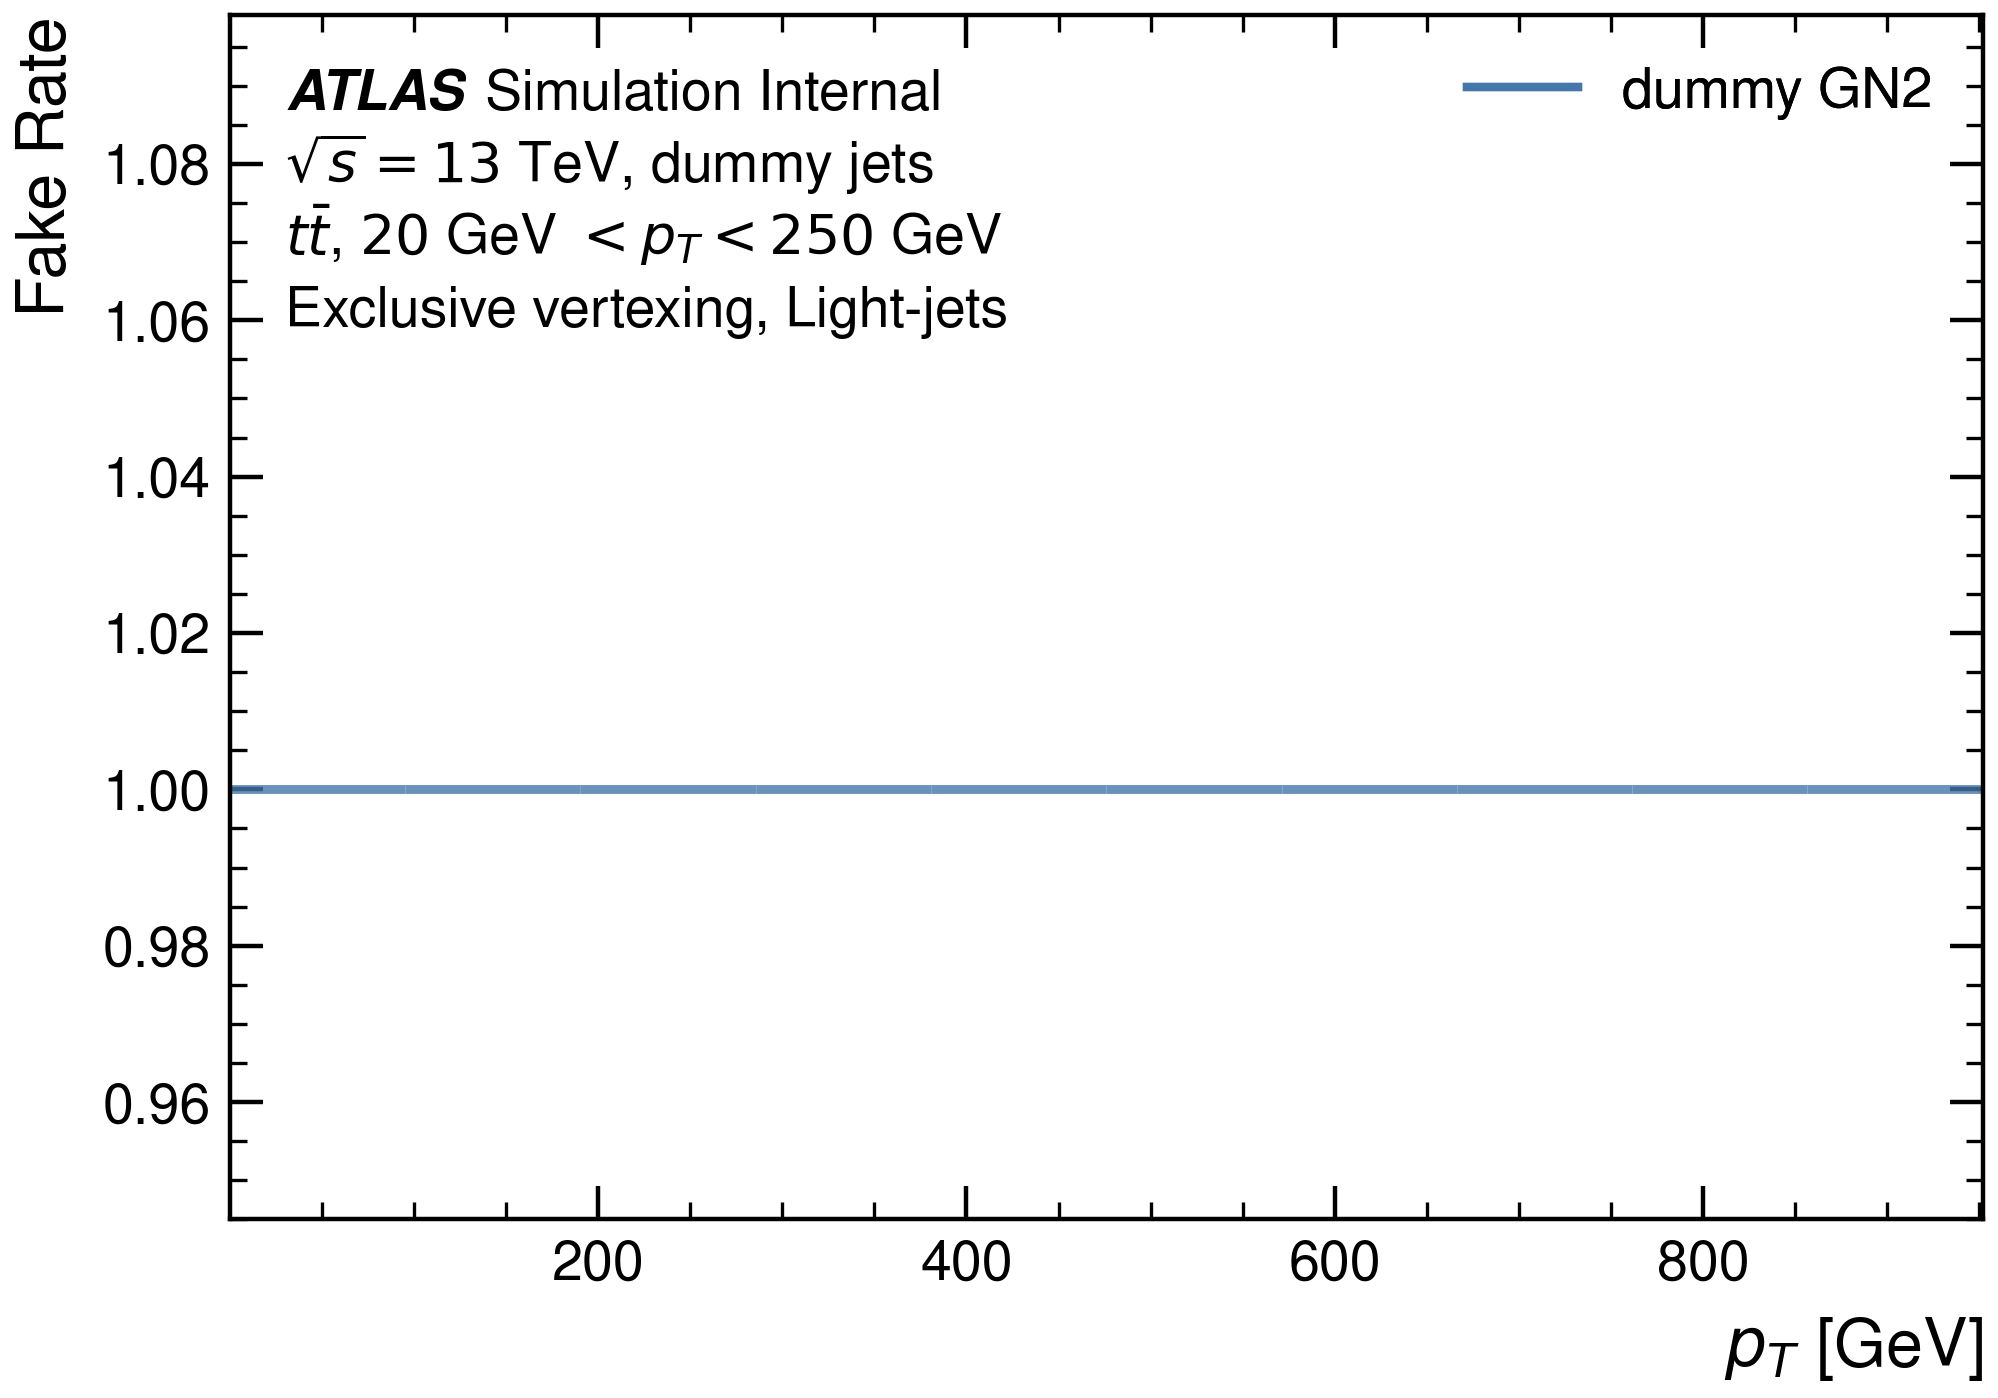 Fake Rate
ATLAS Simulation Internal
√s = 13 TeV, dummy jets
tt̄, 20 GeV < p_T < 250 GeV
Exclusive vertexing, Light-jets
dummy GN2
1.08
1.06
1.04
1.02
1.00
0.98
0.96
200 400 600 800
p_T [GeV]